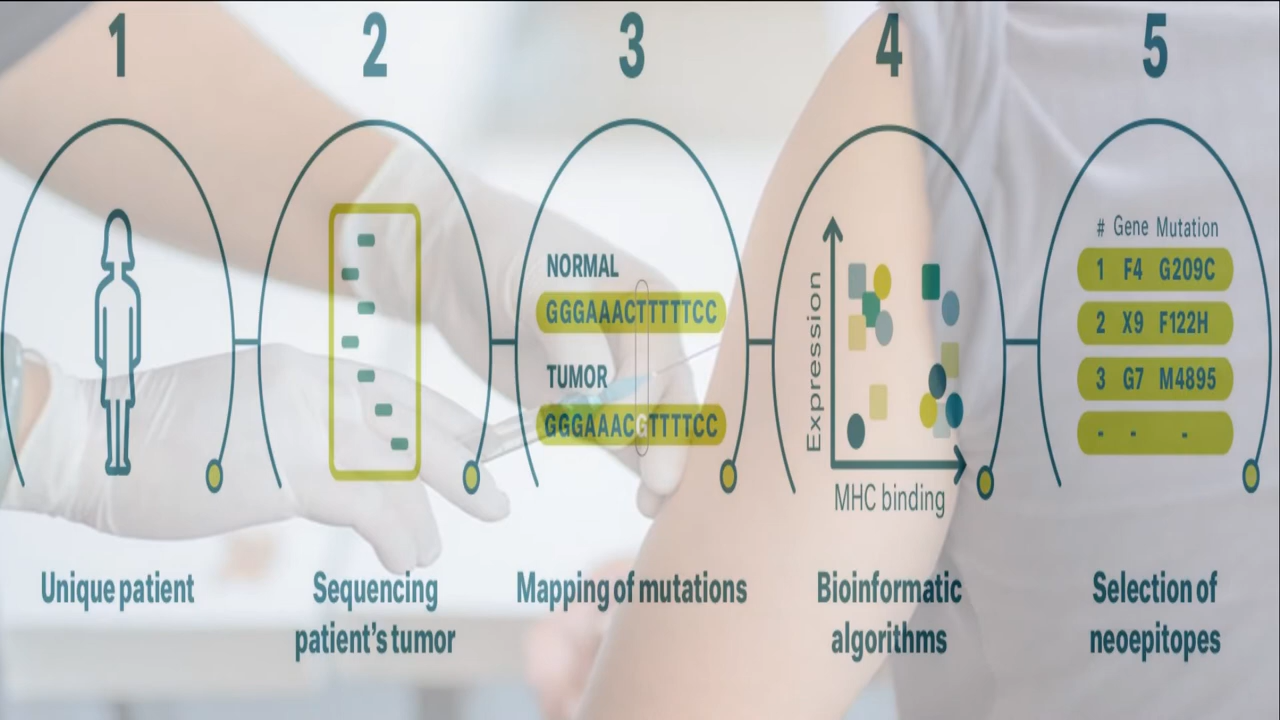 1
2
3
4
5
NORMAL
GGGAAACTTTTTCC
TUMOR
GGGAAACGTTTTCC
Expression
MHC binding
# Gene Mutation
1 F4 G209C
2 X9 F122H
3 G7 M4895
- - -
Unique patient
Sequencing
patient's tumor
Mapping of mutations
Bioinformatic
algorithms
Selection of
neoepitopes